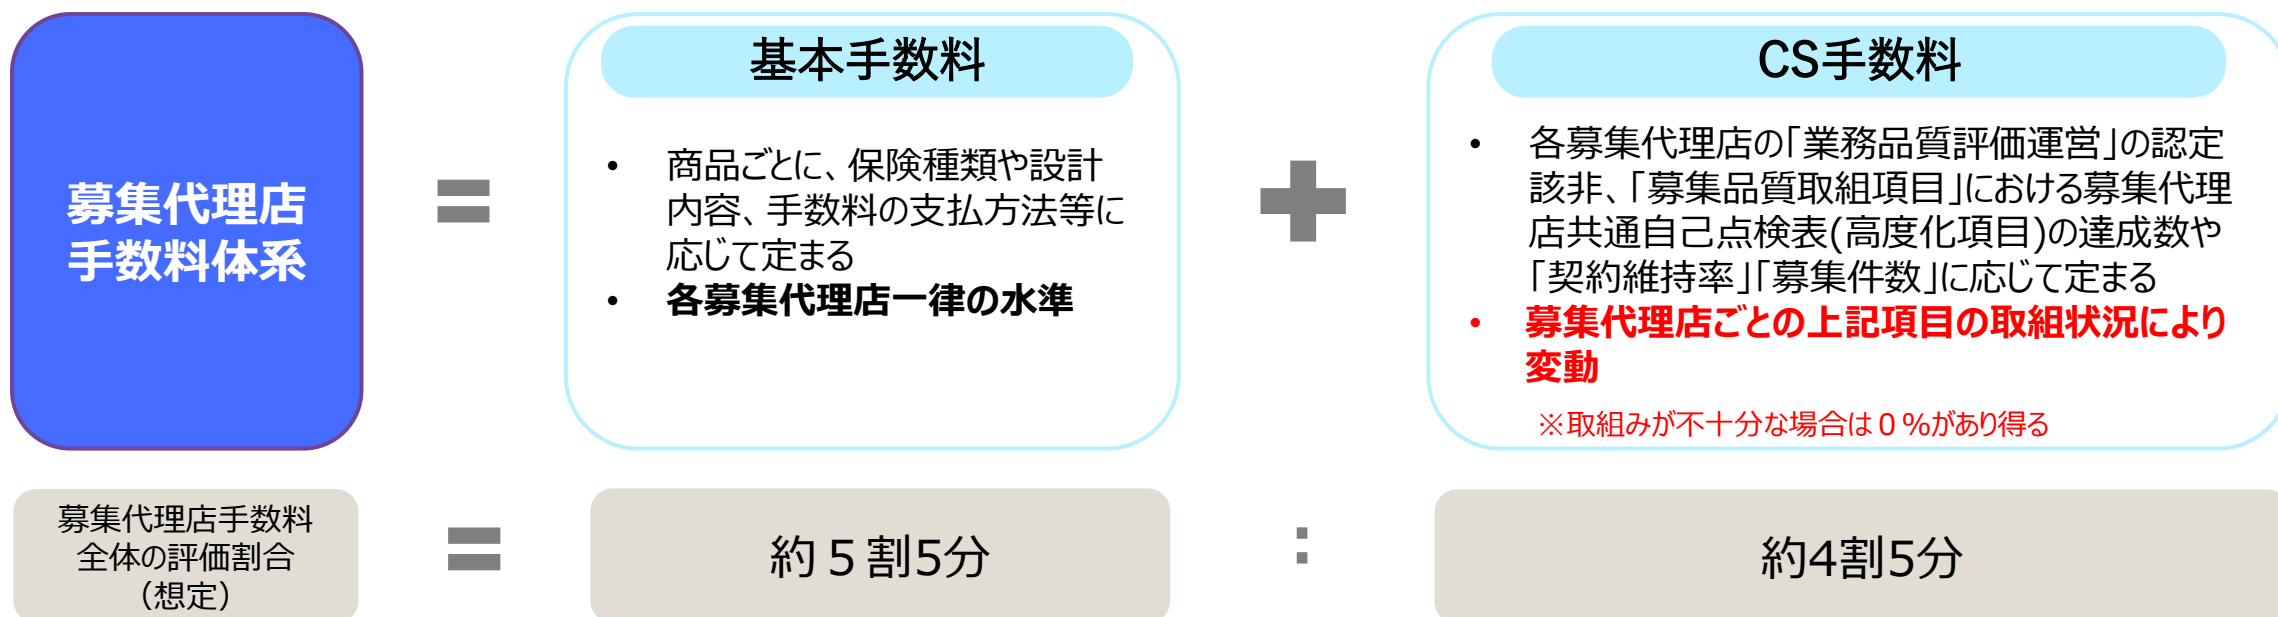 募集代理店
手数料体系
=
基本手数料
• 商品ごとに、保険種類や設計
内容、手数料の支払方法等に
応じて定まる
• 各募集代理店一律の水準
+
CS手数料
• 各募集代理店の「業務品質評価運営」の認定
該非、「募集品質取組項目」における募集代理
店共通自己点検表(高度化項目)の達成数や
「契約維持率」「募集件数」に応じて定まる
• 募集代理店ごとの上記項目の取組状況により
変動
※取組みが不十分な場合は０％があり得る
募集代理店手数料
全体の評価割合
（想定）
=
約５割5分
:
約4割5分